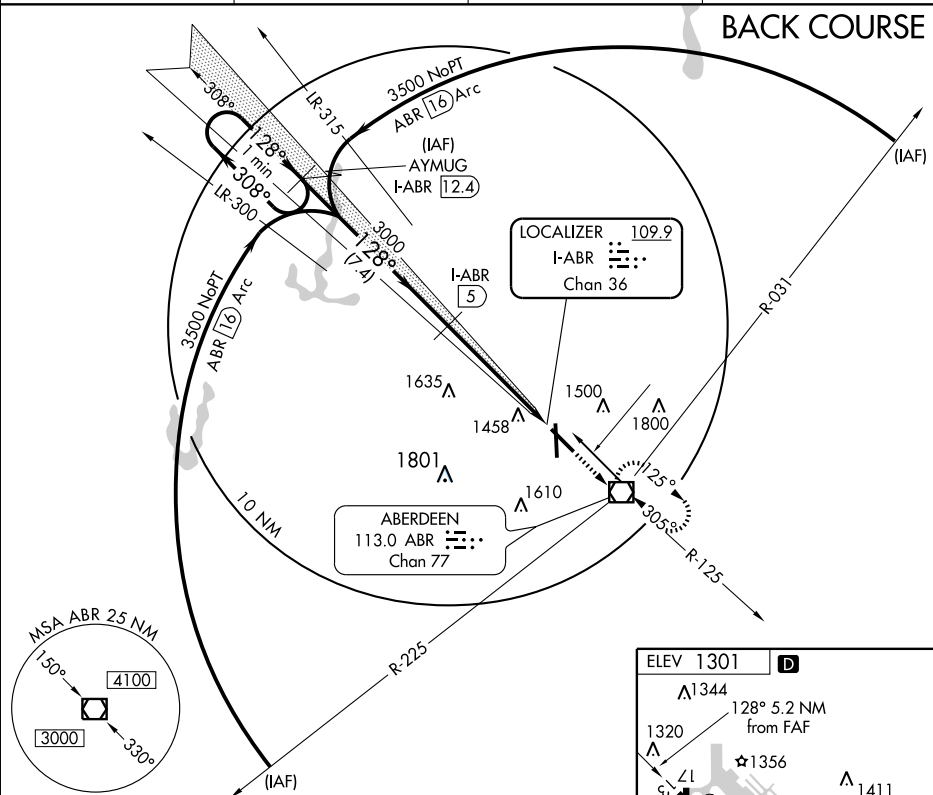 BACK COURSE
3500 NoPT
ABR 16 Arc
(IAF)
308°
LR-315
128°
1 min
308°
LR-300
(IAF)
AYMUG
I-ABR 12.4
3000
128°
(7.4)
I-ABR
5
LOCALIZER 109.9
I-ABR
Chan 36
R-031
3500 NoPT
ABR 16 Arc
1635
1458
1500
1800
1801
1610
125°
305°
10 NM
ABERDEEN
113.0 ABR
Chan 77
R-125
R-225
MSA ABR 25 NM
150°
4100
3000
330°
(IAF)
ELEV 1301 D
1344
128° 5.2 NM
from FAF
1320
1356
17
1411